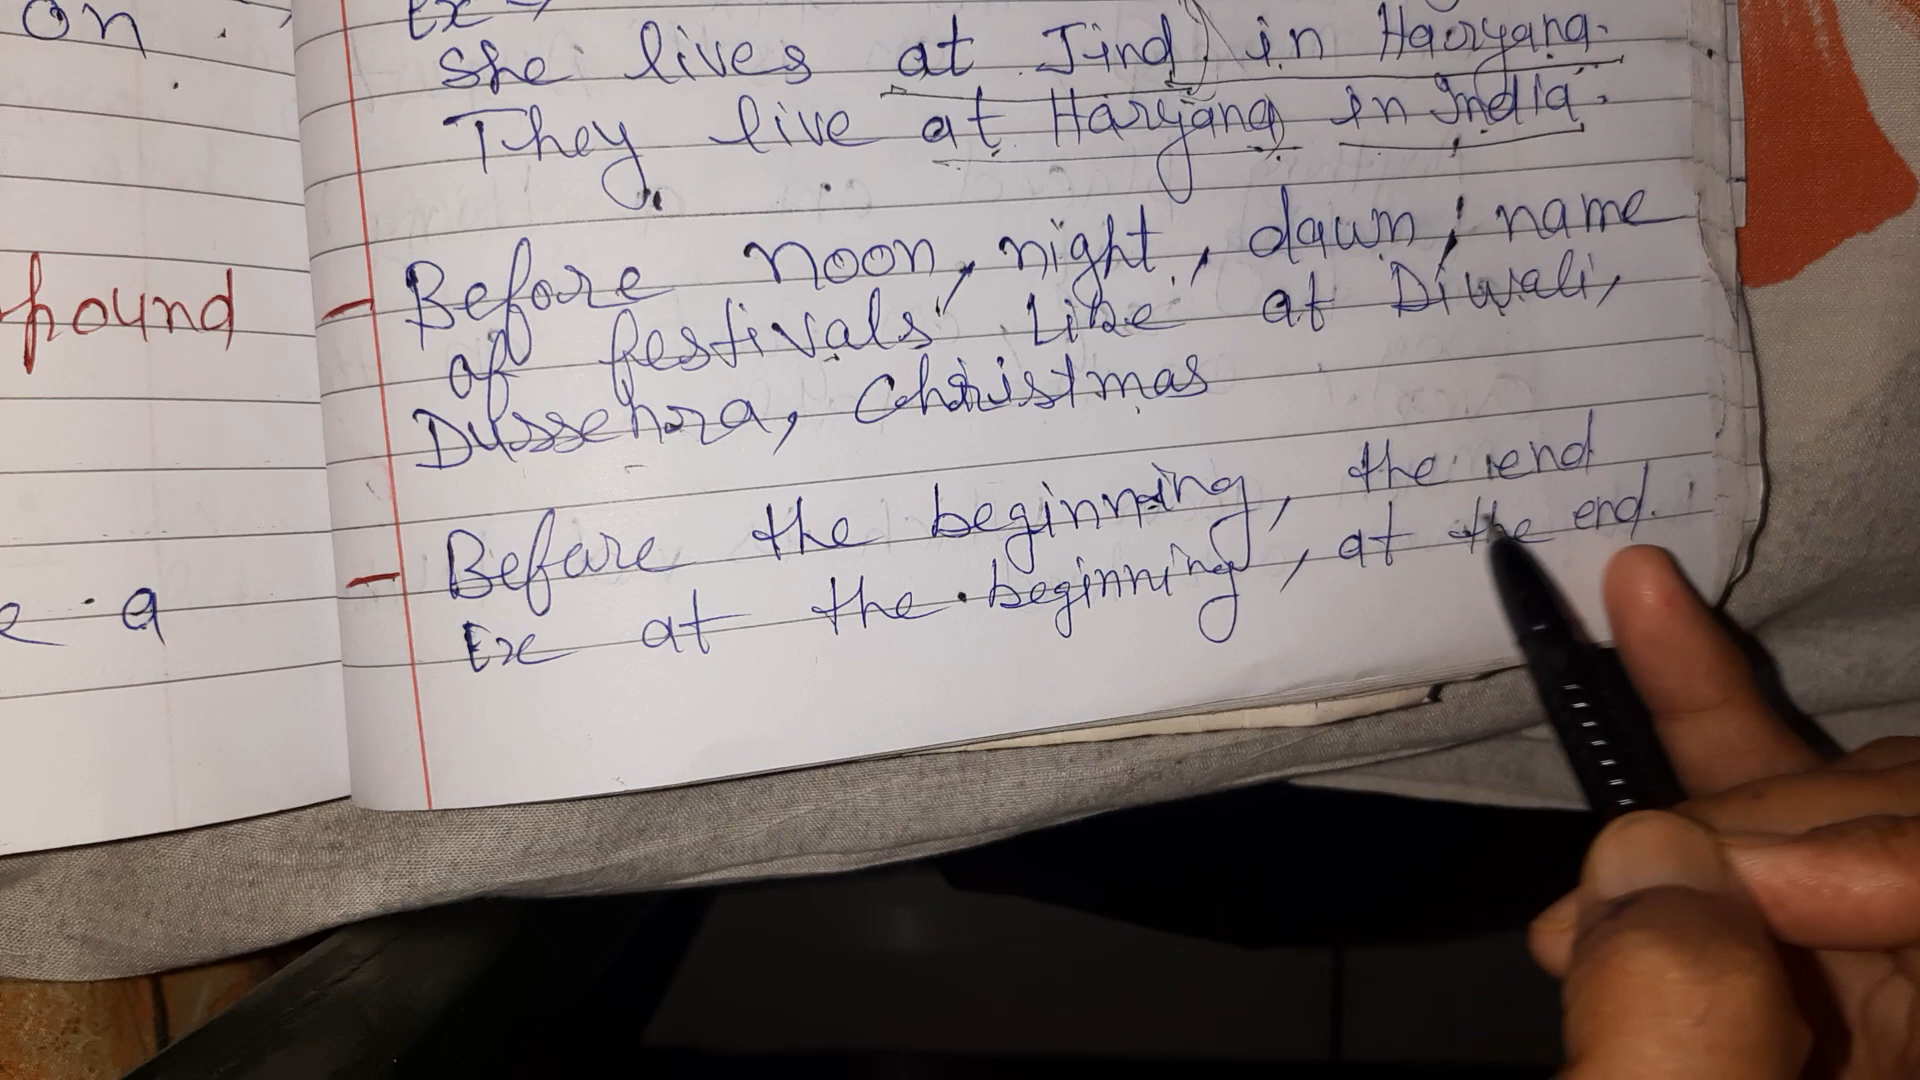 on
pound
a
Ex
She lives at Jind in Haryana.
They live at Haryana in India.
- Before noon, night, dawn, name
of festivals like at Diwali,
Dussehra, Christmas
- Before the beginning, the end
Ex at the beginning, at the end.